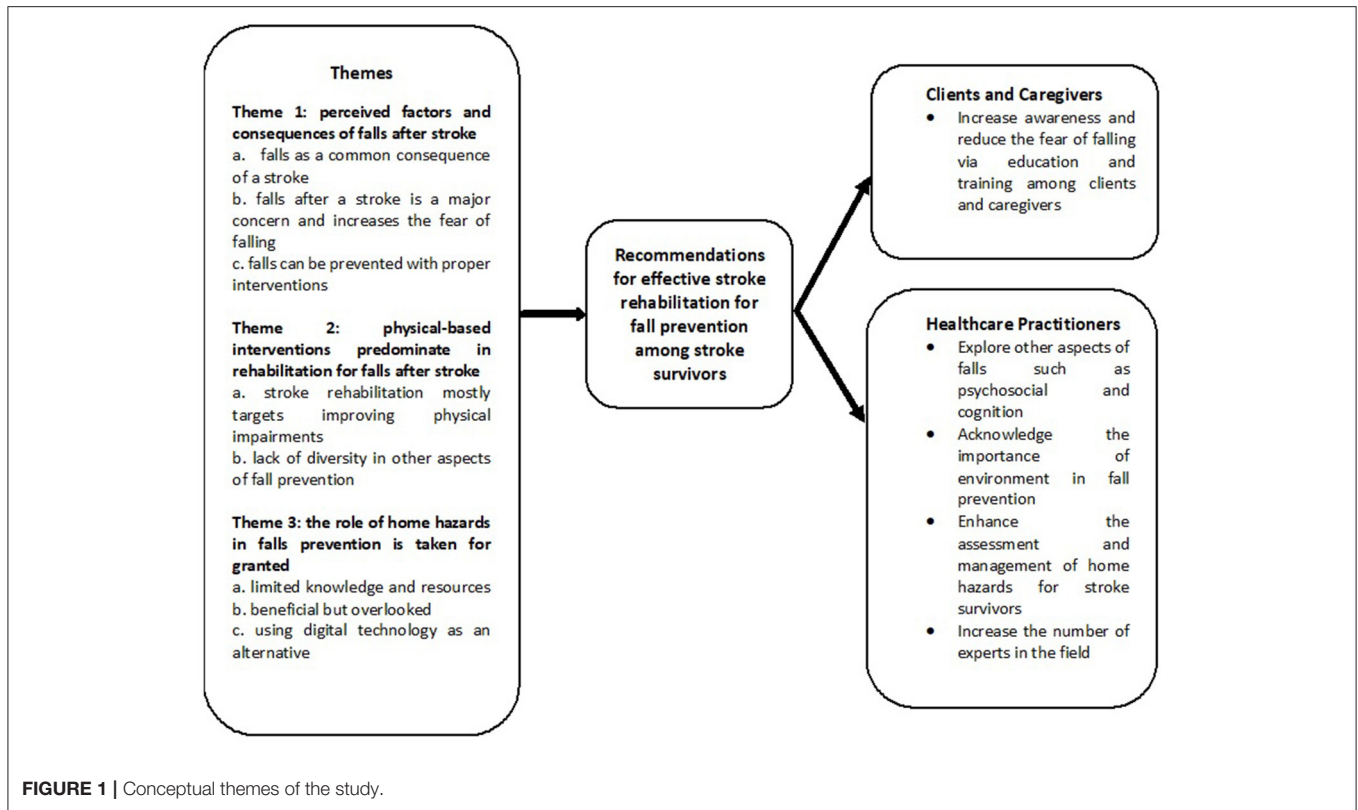 Themes
Theme 1: perceived factors and
consequences of falls after stroke
a. falls as a common consequence
of a stroke
b. falls after a stroke is a major
concern and increases the fear of
falling
c. falls can be prevented with proper
interventions
Theme 2: physical-based
interventions predominate in
rehabilitation for falls after stroke
a. stroke rehabilitation mostly
targets improving physical
impairments
b. lack of diversity in other aspects
of fall prevention
Theme 3: the role of home hazards
in falls prevention is taken for
granted
a. limited knowledge and resources
b. beneficial but overlooked
c. using digital technology as an
alternative
Recommendations
for effective stroke
rehabilitation for
fall prevention
among stroke
survivors
Clients and Caregivers
• Increase awareness and
reduce the fear of falling
via education and
training among clients
and caregivers
Healthcare Practitioners
• Explore other aspects of
falls such as
psychosocial and
cognition
• Acknowledge the
importance of
environment in fall
prevention
• Enhance the
assessment and
management of home
hazards for stroke
survivors
• Increase the number of
experts in the field
FIGURE 1 | Conceptual themes of the study.